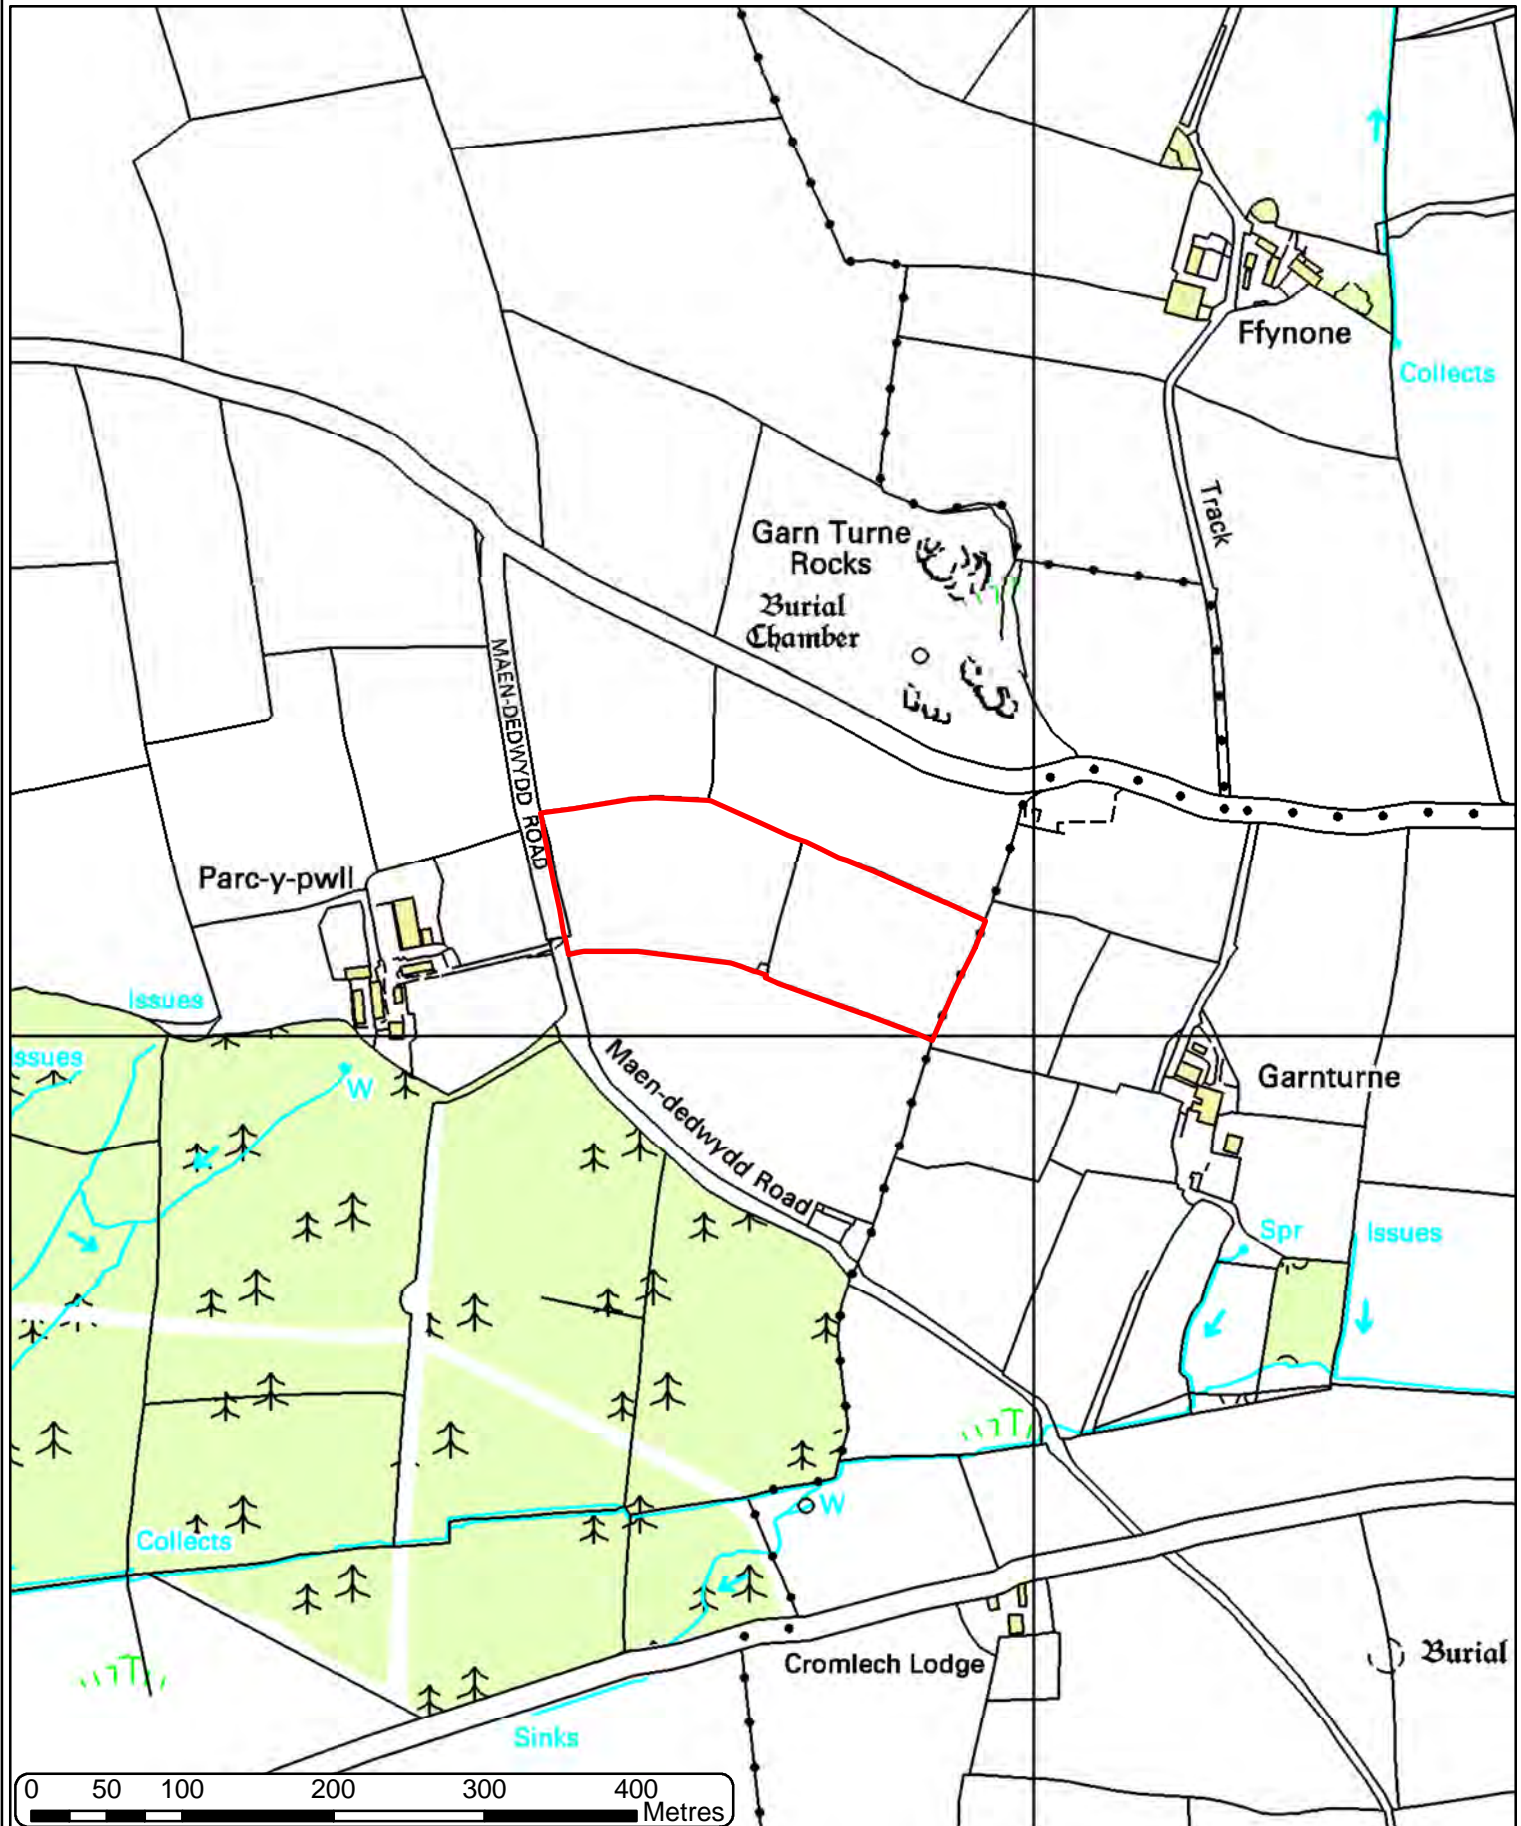 Ffynone
Collects
Track
Garn Turne
Rocks
Burial
Chamber
MAEN-DEDWYDD ROAD
Parc-y-pwll
Issues
ssues
W
Maen-dedwydd Road
Garnturne
Spr
Issues
W
Collects
Cromlech Lodge
Burial
Sinks
0 50 100 200 300 400
Metres